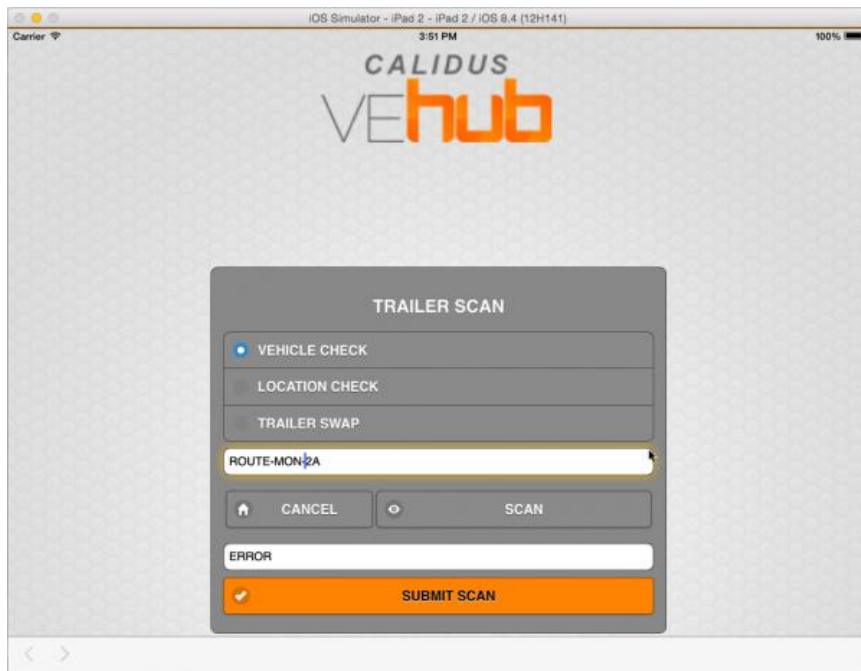 iOS Simulator - iPad 2 - iPad 2 / iOS 8.4 (12H141)
Carrier 3:51 PM 100%
CALIDUS
VEhub
TRAILER SCAN
VEHICLE CHECK
LOCATION CHECK
TRAILER SWAP
ROUTE-MON-2A
CANCEL SCAN
ERROR
SUBMIT SCAN